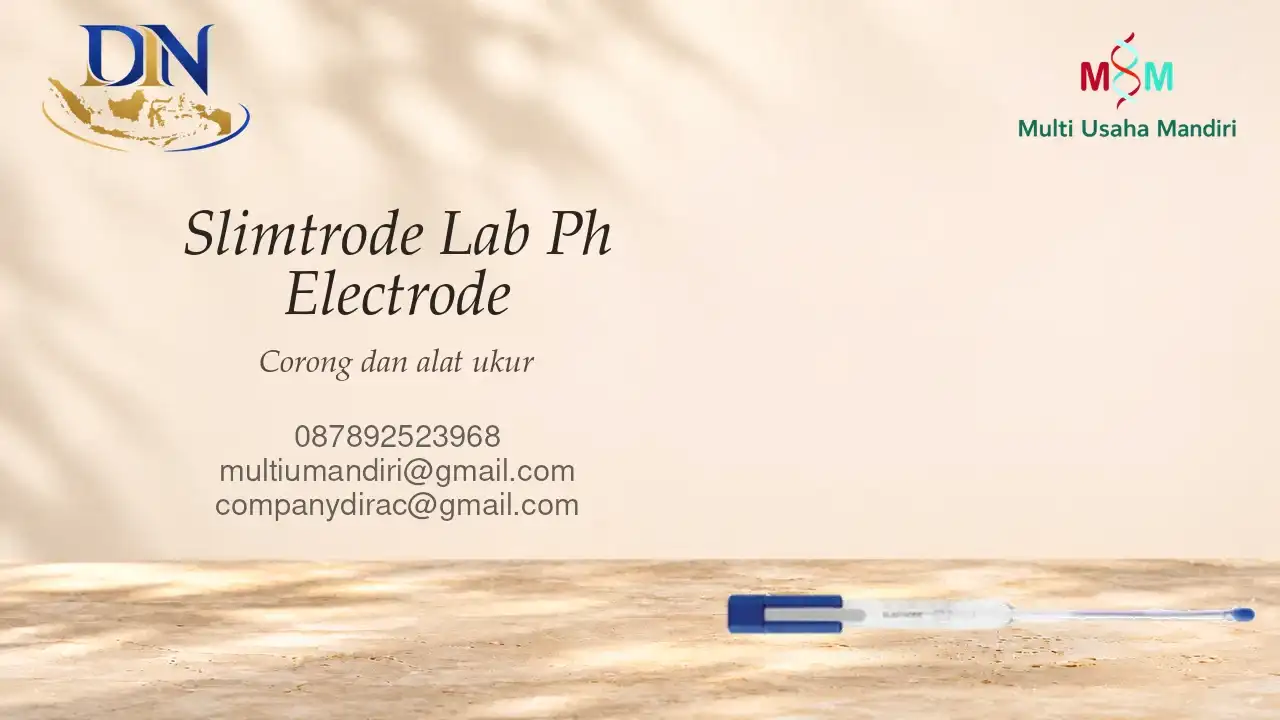 DIN
MSM
Multi Usaha Mandiri
Slimtrode Lab Ph
Electrode
Corong dan alat ukur
087892523968
multiumandiri@gmail.com
companydirac@gmail.com